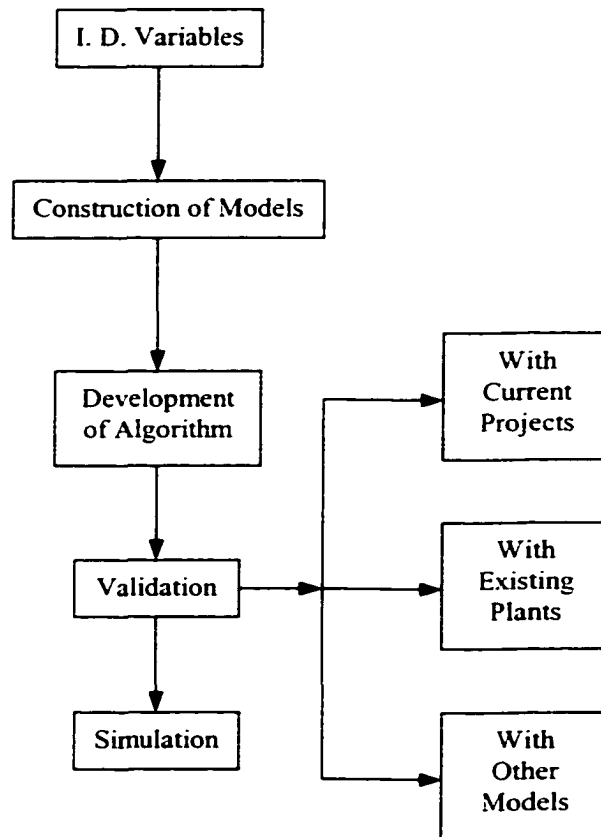 I. D. Variables
Construction of Models
Development
of Algorithm
Validation
Simulation
With
Current
Projects
With
Existing
Plants
With
Other
Models